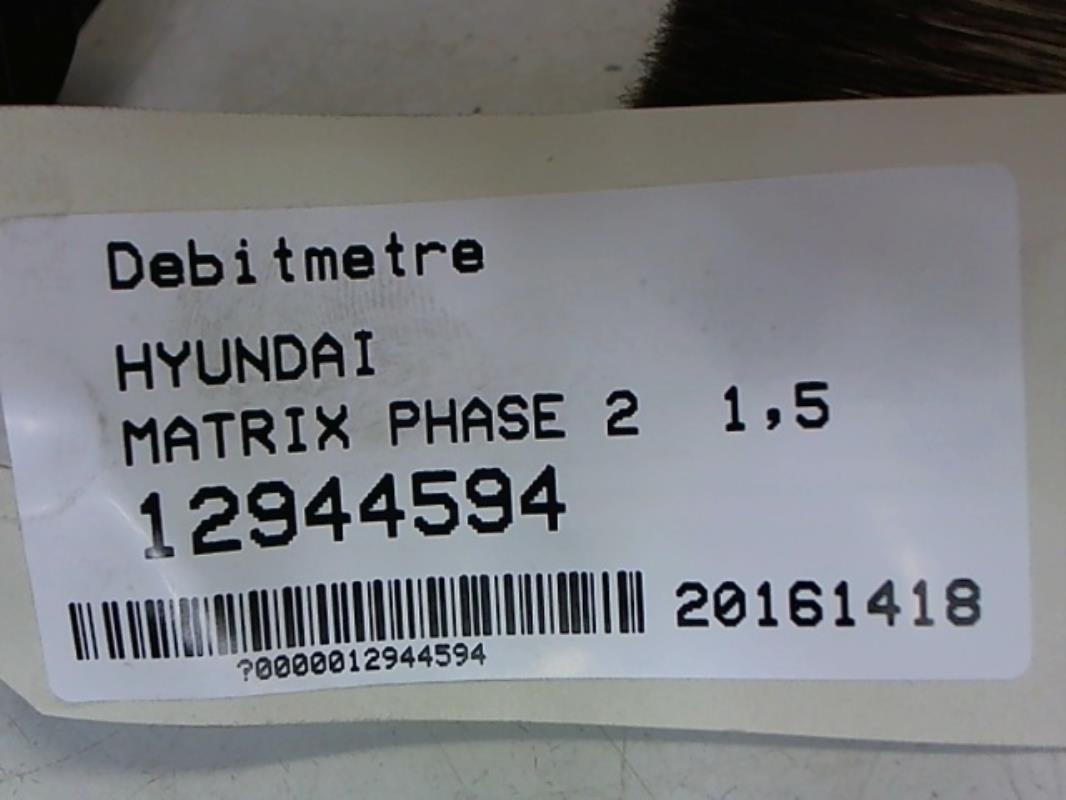 Debitmetre
HYUNDAI
MATRIX PHASE 2 1,5
12944594
20161418
?0000012944594